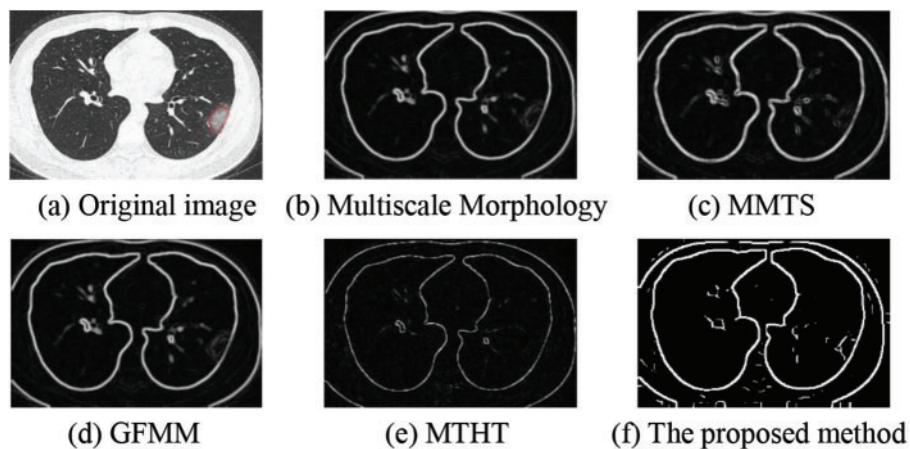 (a) Original image
(b) Multiscale Morphology
(c) MMTS
(d) GFMM
(e) MTHT
(f) The proposed method